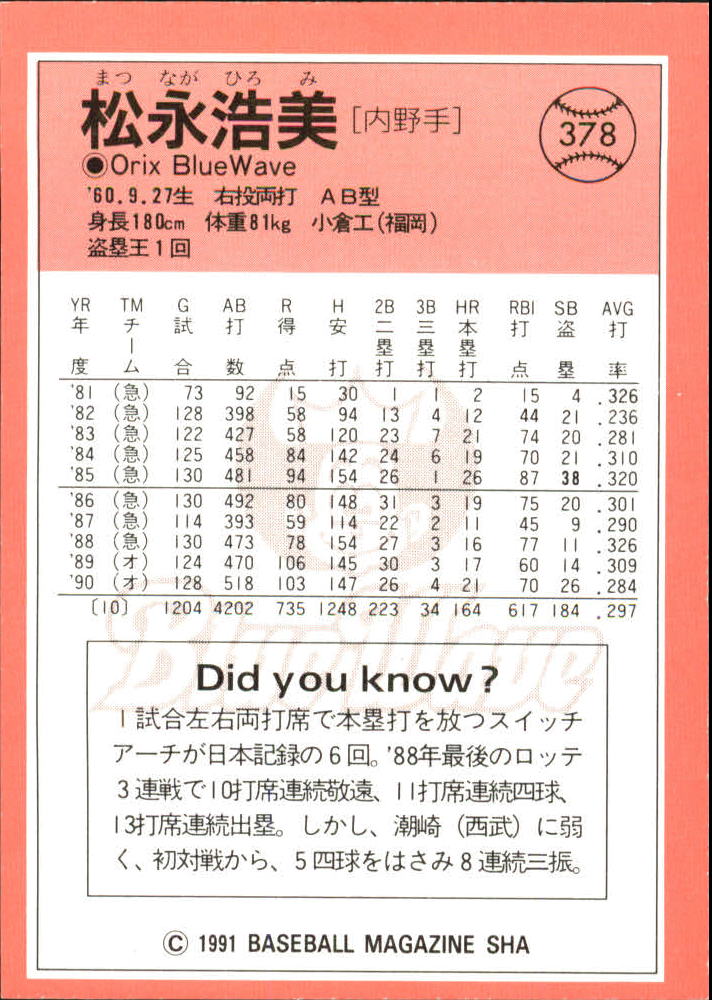 まつ なが ひろ み
松永浩美 [内野手] 378
●Orix BlueWave
'60.9.27生 右投両打 AB型
身長180cm 体重81kg 小倉工(福岡)
盗塁王1回
YR TM G AB R H 2B 3B HR RBI SB AVG
年度 チーム 試合 打数 得点 安打 二塁打 三塁打 本塁打 打点 盗塁 打率
'81 (急) 73 92 15 30 1 1 2 15 4 .326
'82 (急) 128 398 58 94 13 4 12 44 21 .236
'83 (急) 122 427 58 120 23 7 21 74 20 .281
'84 (急) 125 458 84 142 24 6 19 70 21 .310
'85 (急) 130 481 94 154 26 1 26 87 38 .320
'86 (急) 130 492 80 148 31 3 19 75 20 .301
'87 (急) 114 393 59 114 22 2 11 45 9 .290
'88 (急) 130 473 78 154 27 3 16 77 11 .326
'89 (オ) 124 470 106 145 30 3 17 60 14 .309
'90 (オ) 128 518 103 147 26 4 21 70 26 .284
〔10〕 1204 4202 735 1248 223 34 164 617 184 .297
BlueWave
Did you know?
1試合左右両打席で本塁打を放つスイッチ
アーチが日本記録の6回。'88年最後のロッテ
3連戦で10打席連続敬遠、11打席連続四球、
13打席連続出塁。しかし、潮崎(西武)に弱
く、初対戦から、5四球をはさみ8連続三振。
© 1991 BASEBALL MAGAZINE SHA